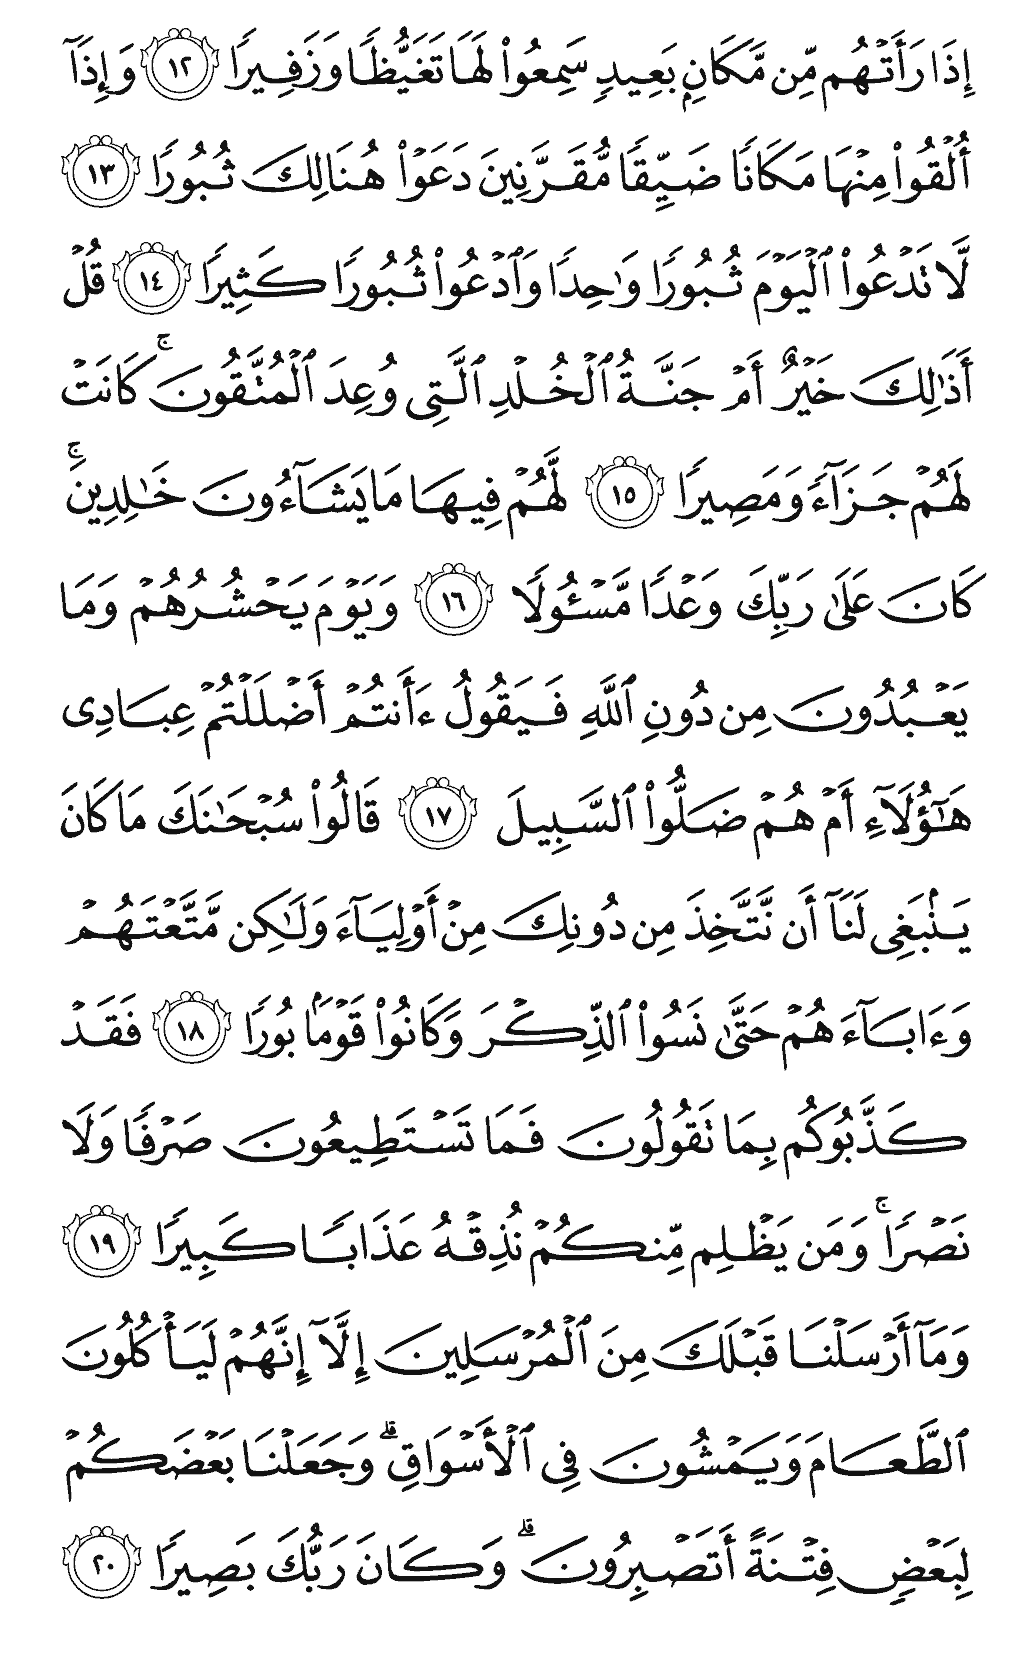 إِذَا رَأَتْهُم مِّن مَّكَانٍۭ بَعِيدٍ سَمِعُوا۟ لَهَا تَغَيُّظًا وَزَفِيرًا ١٢ وَإِذَآ
أُلْقُوا۟ مِنْهَا مَكَانًا ضَيِّقًا مُّقَرَّنِينَ دَعَوْا۟ هُنَالِكَ ثُبُورًا ١٣
لَّا تَدْعُوا۟ ٱلْيَوْمَ ثُبُورًا وَٰحِدًا وَٱدْعُوا۟ ثُبُورًا كَثِيرًا ١٤ قُلْ
أَذَٰلِكَ خَيْرٌ أَمْ جَنَّةُ ٱلْخُلْدِ ٱلَّتِى وُعِدَ ٱلْمُتَّقُونَ ۚ كَانَتْ
لَهُمْ جَزَآءً وَمَصِيرًا ١٥ لَّهُمْ فِيهَا مَا يَشَآءُونَ خَٰلِدِينَ ۚ
كَانَ عَلَىٰ رَبِّكَ وَعْدًا مَّسْـُٔولًا ١٦ وَيَوْمَ يَحْشُرُهُمْ وَمَا
يَعْبُدُونَ مِن دُونِ ٱللَّهِ فَيَقُولُ ءَأَنتُمْ أَضْلَلْتُمْ عِبَادِى
هَٰٓؤُلَآءِ أَمْ هُمْ ضَلُّوا۟ ٱلسَّبِيلَ ١٧ قَالُوا۟ سُبْحَٰنَكَ مَا كَانَ
يَنۢبَغِى لَنَآ أَن نَّتَّخِذَ مِن دُونِكَ مِنْ أَوْلِيَآءَ وَلَٰكِن مَّتَّعْتَهُمْ
وَءَابَآءَهُمْ حَتَّىٰ نَسُوا۟ ٱلذِّكْرَ وَكَانُوا۟ قَوْمًۢا بُورًا ١٨ فَقَدْ
كَذَّبُوكُم بِمَا تَقُولُونَ فَمَا تَسْتَطِيعُونَ صَرْفًا وَلَا
نَصْرًا ۚ وَمَن يَظْلِم مِّنكُمْ نُذِقْهُ عَذَابًا كَبِيرًا ١٩
وَمَآ أَرْسَلْنَا قَبْلَكَ مِنَ ٱلْمُرْسَلِينَ إِلَّآ إِنَّهُمْ لَيَأْكُلُونَ
ٱلطَّعَامَ وَيَمْشُونَ فِى ٱلْأَسْوَاقِ ۗ وَجَعَلْنَا بَعْضَكُمْ
لِبَعْضٍ فِتْنَةً أَتَصْبِرُونَ ۗ وَكَانَ رَبُّكَ بَصِيرًا ٢٠